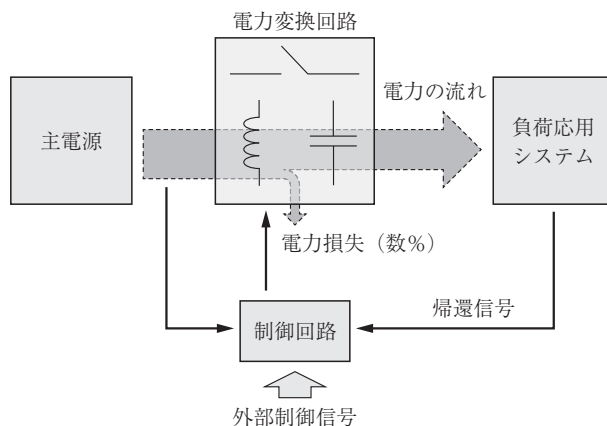 電力変換回路
主電源
電力の流れ
負荷応用
システム
電力損失（数％）
帰還信号
制御回路
外部制御信号